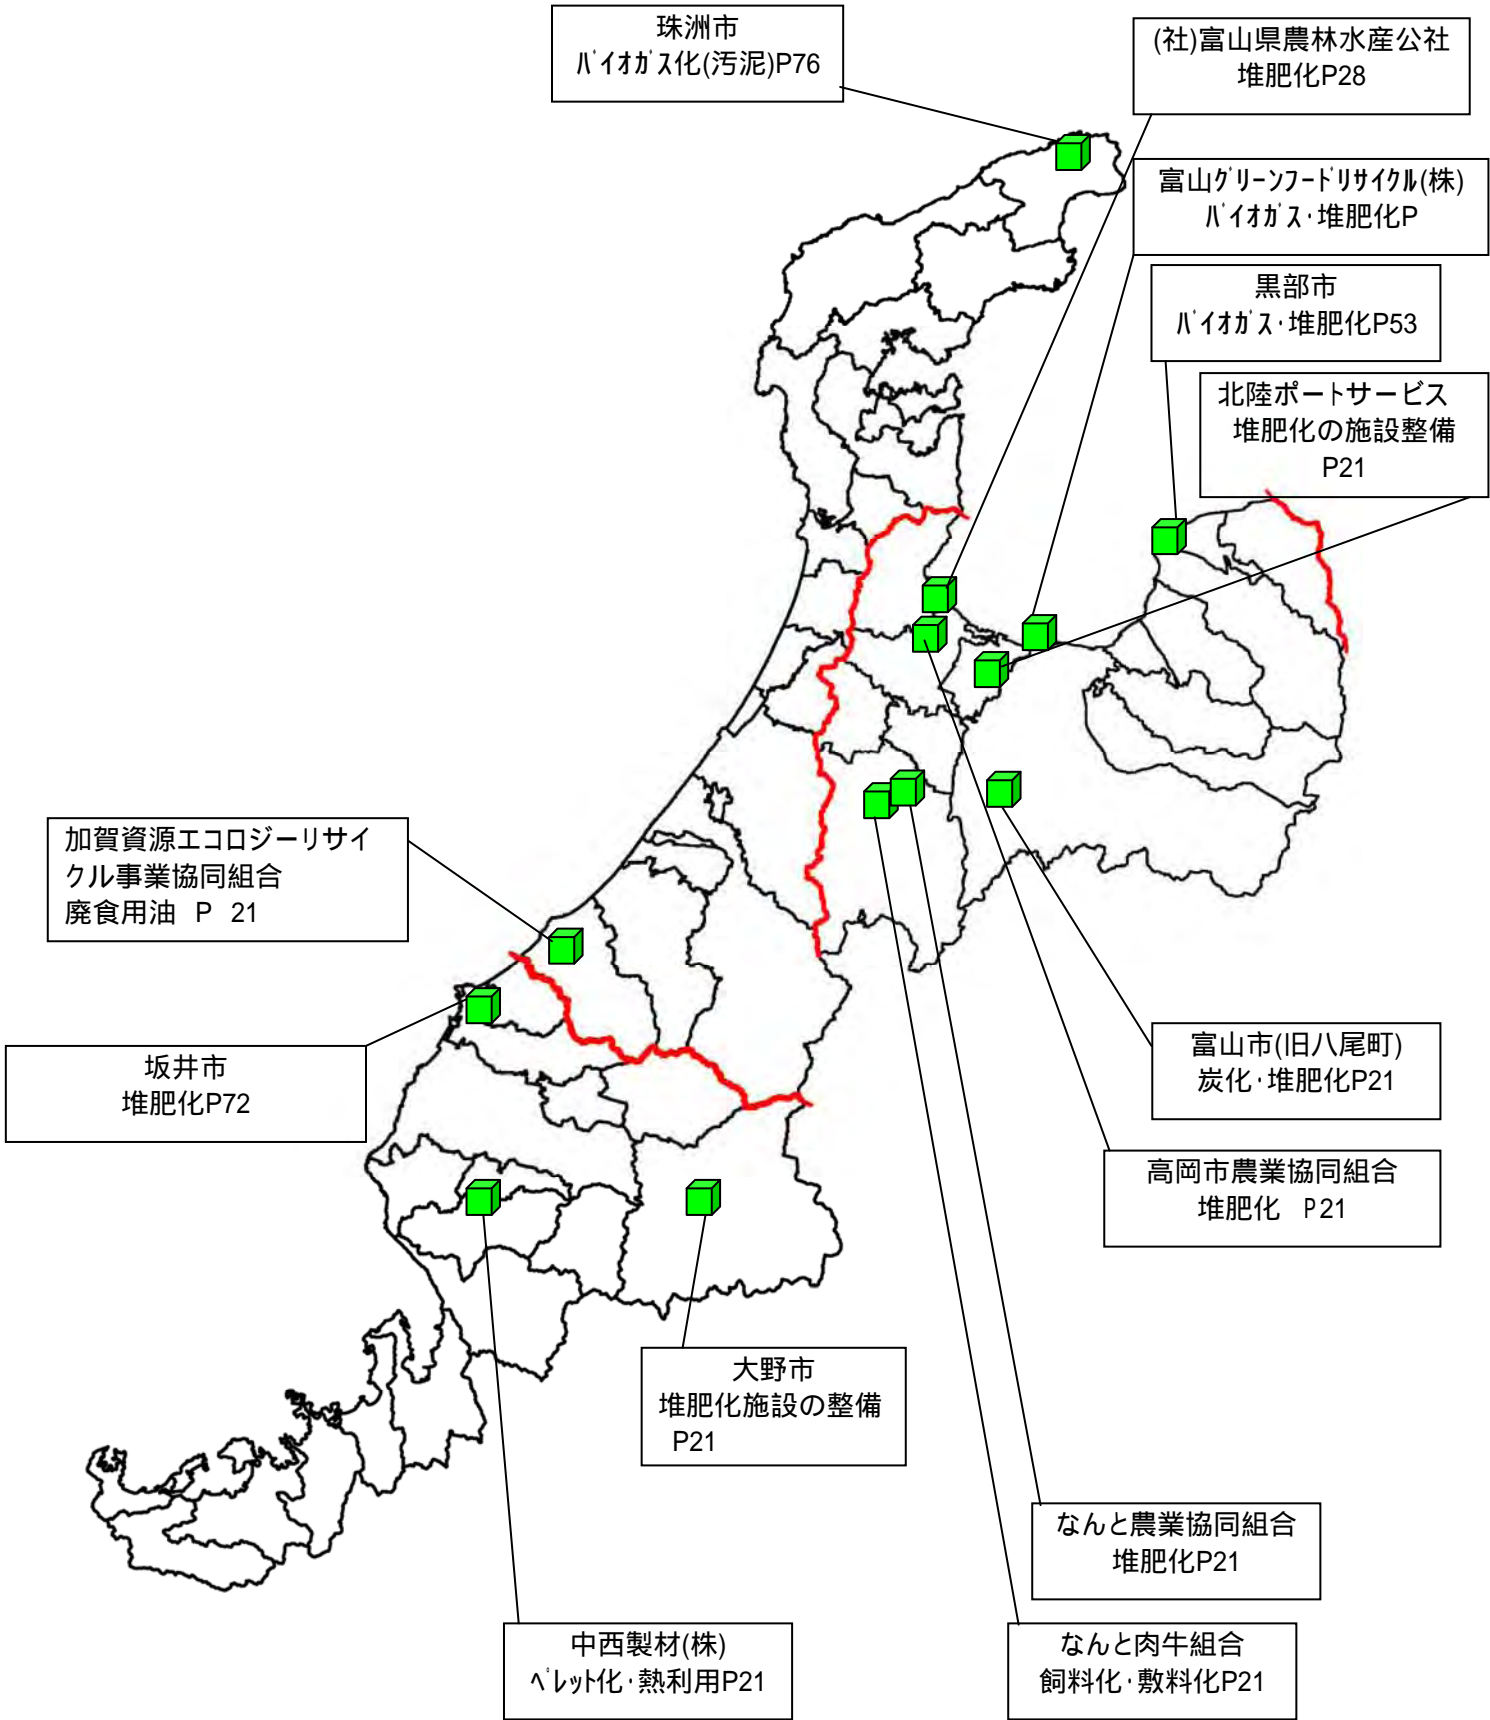 珠洲市
ﾊﾞｲｵｶﾞｽ化(汚泥)P76
(社)富山県農林水産公社
堆肥化P28
富山ｸﾞﾘｰﾝﾌｰﾄﾞﾘｻｲｸﾙ(株)
ﾊﾞｲｵｶﾞｽ･堆肥化P
黒部市
ﾊﾞｲｵｶﾞｽ･堆肥化P53
北陸ポートサービス
堆肥化の施設整備
P21
加賀資源エコロジーリサイ
クル事業協同組合
廃食用油 P 21
坂井市
堆肥化P72
富山市(旧八尾町)
炭化･堆肥化P21
高岡市農業協同組合
堆肥化 P21
大野市
堆肥化施設の整備
P21
なんと農業協同組合
堆肥化P21
中西製材(株)
ﾍﾟﾚｯﾄ化･熱利用P21
なんと肉牛組合
飼料化･敷料化P21